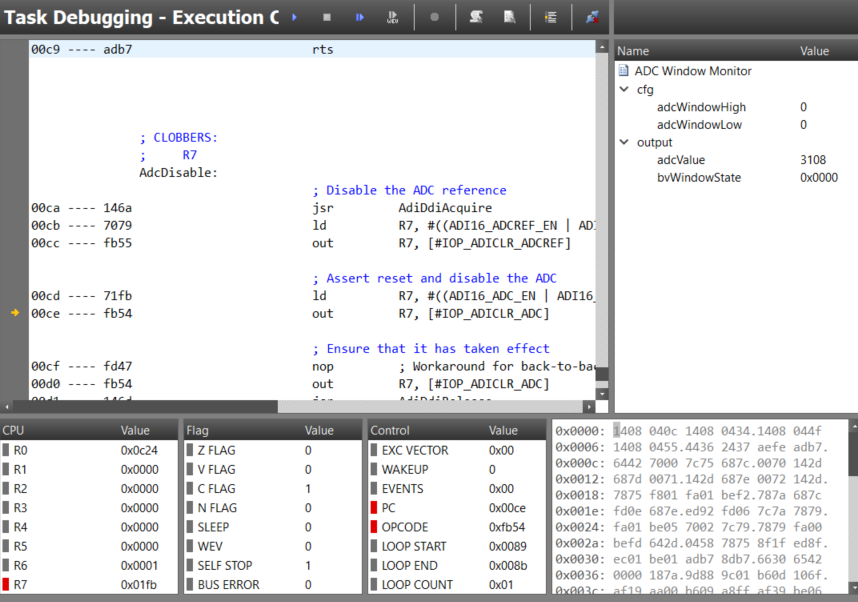 Task Debugging - Execution C
00c9 ---- adb7 rts
; CLOBBERS:
; R7
AdcDisable:
; Disable the ADC reference
00ca ---- 146a jsr AdiDdiAcquire
00cb ---- 7079 ld R7, #((ADI16_ADCREF_EN | ADI
00cc ---- fb55 out R7, [#IOP_ADICLR_ADCREF]
; Assert reset and disable the ADC
00cd ---- 71fb ld R7, #((ADI16_ADC_EN | ADI16_
00ce ---- fb54 out R7, [#IOP_ADICLR_ADC]
; Ensure that it has taken effect
00cf ---- fd47 nop ; Workaround for back-to-bac
00d0 ---- fb54 out R7, [#IOP_ADICLR_ADC]
00d1 ---- 146d jsr AdiDdiRelease
Name Value
ADC Window Monitor
cfg
adcWindowHigh 0
adcWindowLow 0
output
adcValue 3108
bvWindowState 0x0000
CPU Value
R0 0x0c24
R1 0x0000
R2 0x0000
R3 0x0000
R4 0x0000
R5 0x0000
R6 0x0001
R7 0x01fb
Flag Value
Z FLAG 0
V FLAG 0
C FLAG 1
N FLAG 0
SLEEP 0
WEV 0
SELF STOP 1
BUS ERROR 0
Control Value
EXC VECTOR 0x00
WAKEUP 0
EVENTS 0x00
PC 0x00ce
OPCODE 0xfb54
LOOP START 0x0089
LOOP END 0x008b
LOOP COUNT 0x01
0x0000: 1408 040c 1408 0434.1408 044f
0x0006: 1408 0455.4436 2437 aefe adb7.
0x000c: 6442 7000 7c75 687c.0070 142d
0x0012: 687d 0071.142d 687e 0072 142d.
0x0018: 7875 f801 fa01 bef2.787a 687c
0x001e: fd0e 687e.ed92 fd06 7c7a 7879.
0x0024: fa01 be05 7002 7c79.7879 fa00
0x002a: befd 642d.0458 7875 8f1f ed8f.
0x0030: ec01 be01 adb7 8db7.6630 6542
0x0036: 0000 187a.9d88 9c01 b60d 106f.
0x003c: af19 aa00 b609 a8ff af39 be06